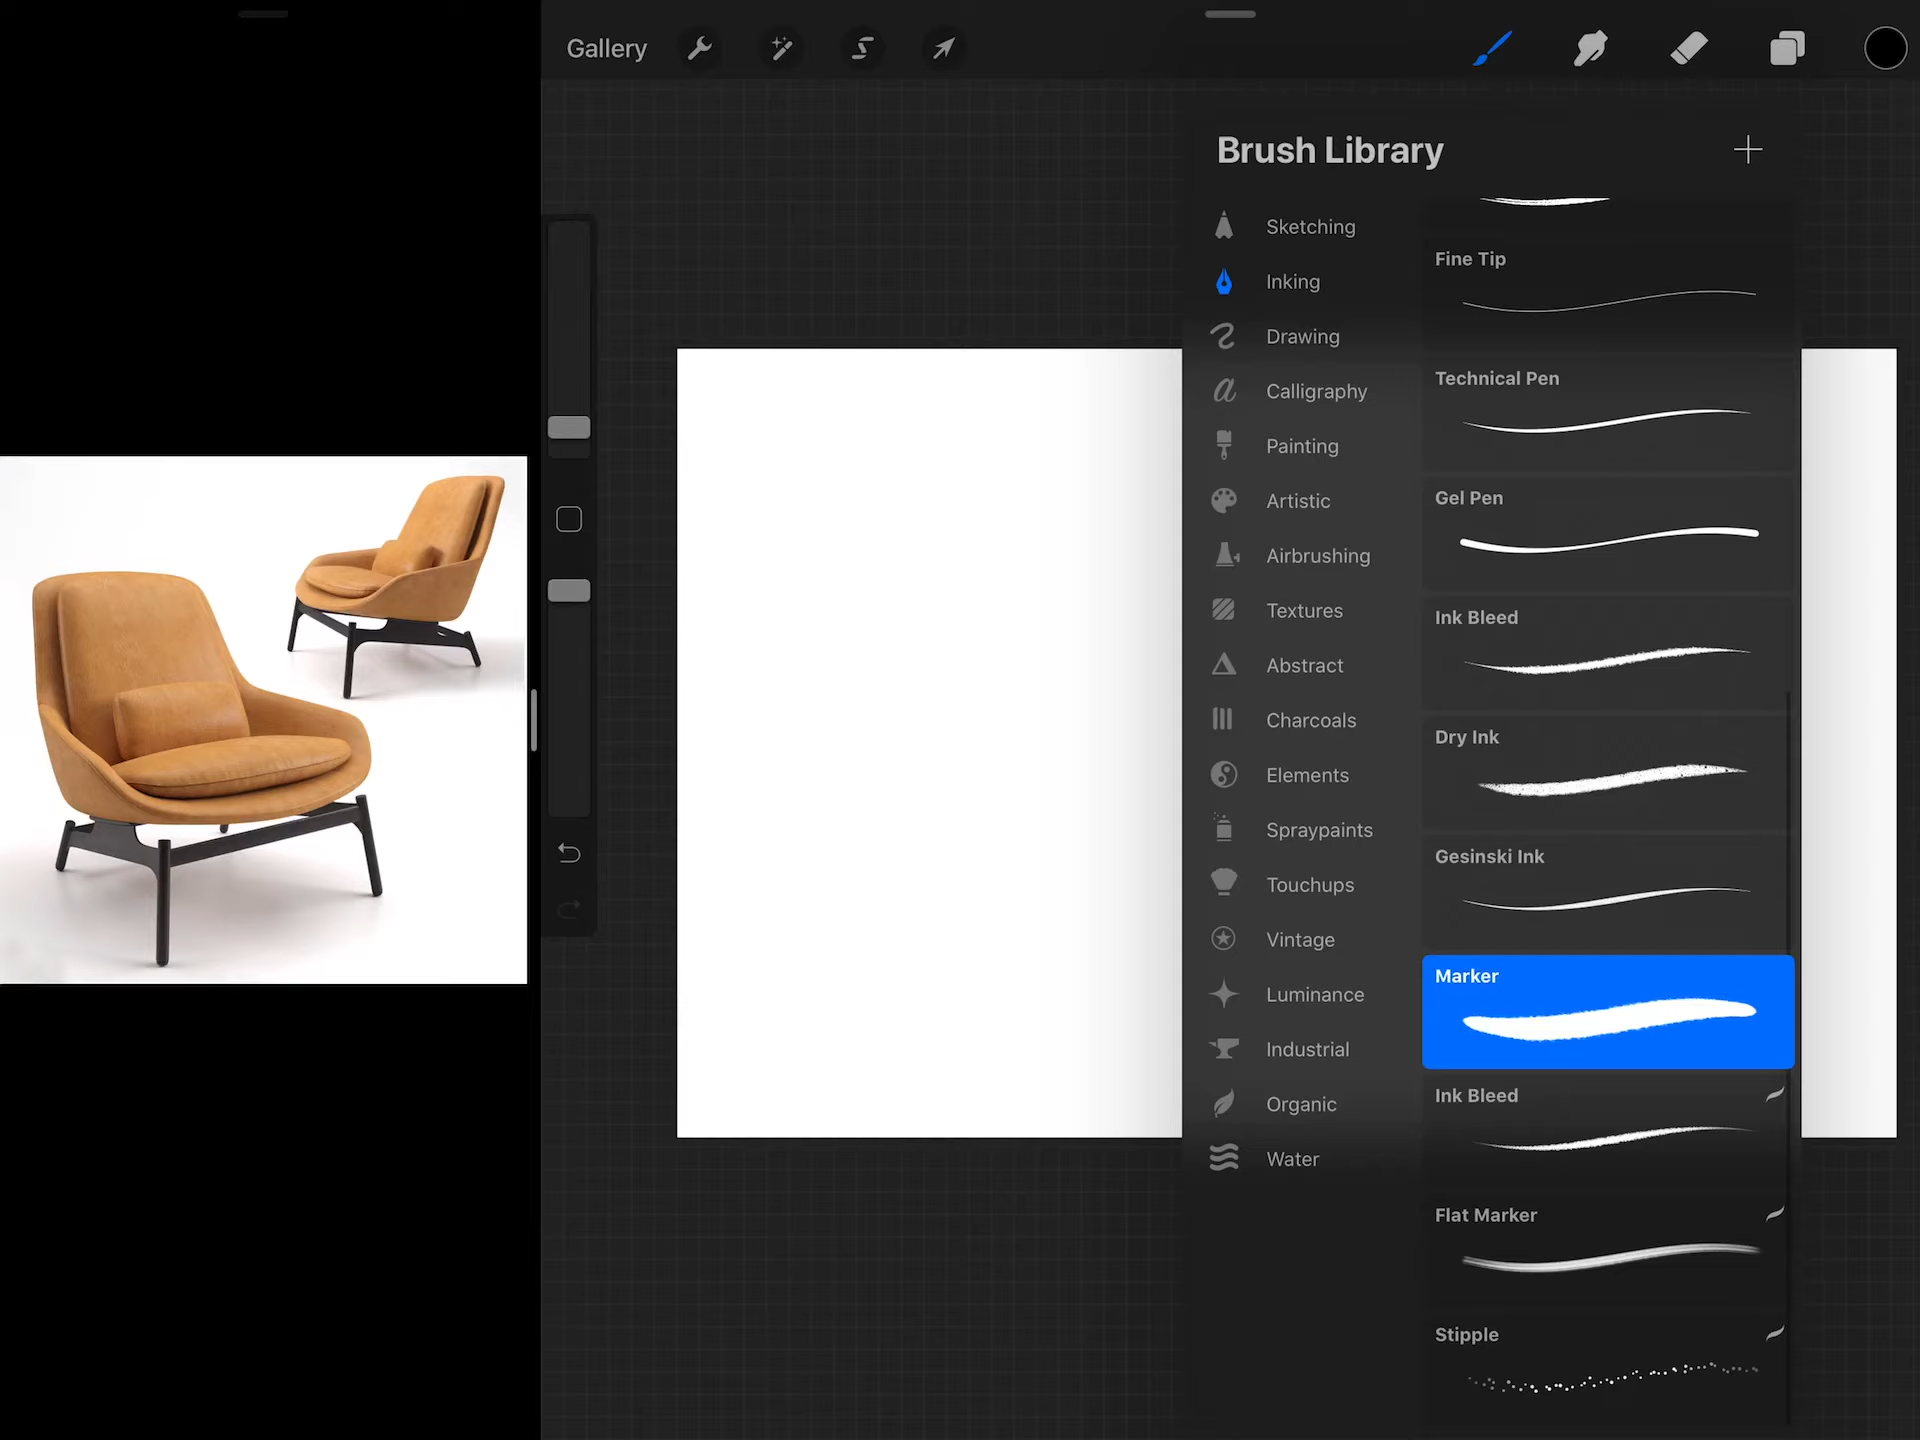 Gallery
Brush Library
Sketching
Inking
Drawing
Calligraphy
Painting
Artistic
Airbrushing
Textures
Abstract
Charcoals
Elements
Spraypaints
Touchups
Vintage
Luminance
Industrial
Organic
Water
Fine Tip
Technical Pen
Gel Pen
Ink Bleed
Dry Ink
Gesinski Ink
Marker
Ink Bleed
Flat Marker
Stipple